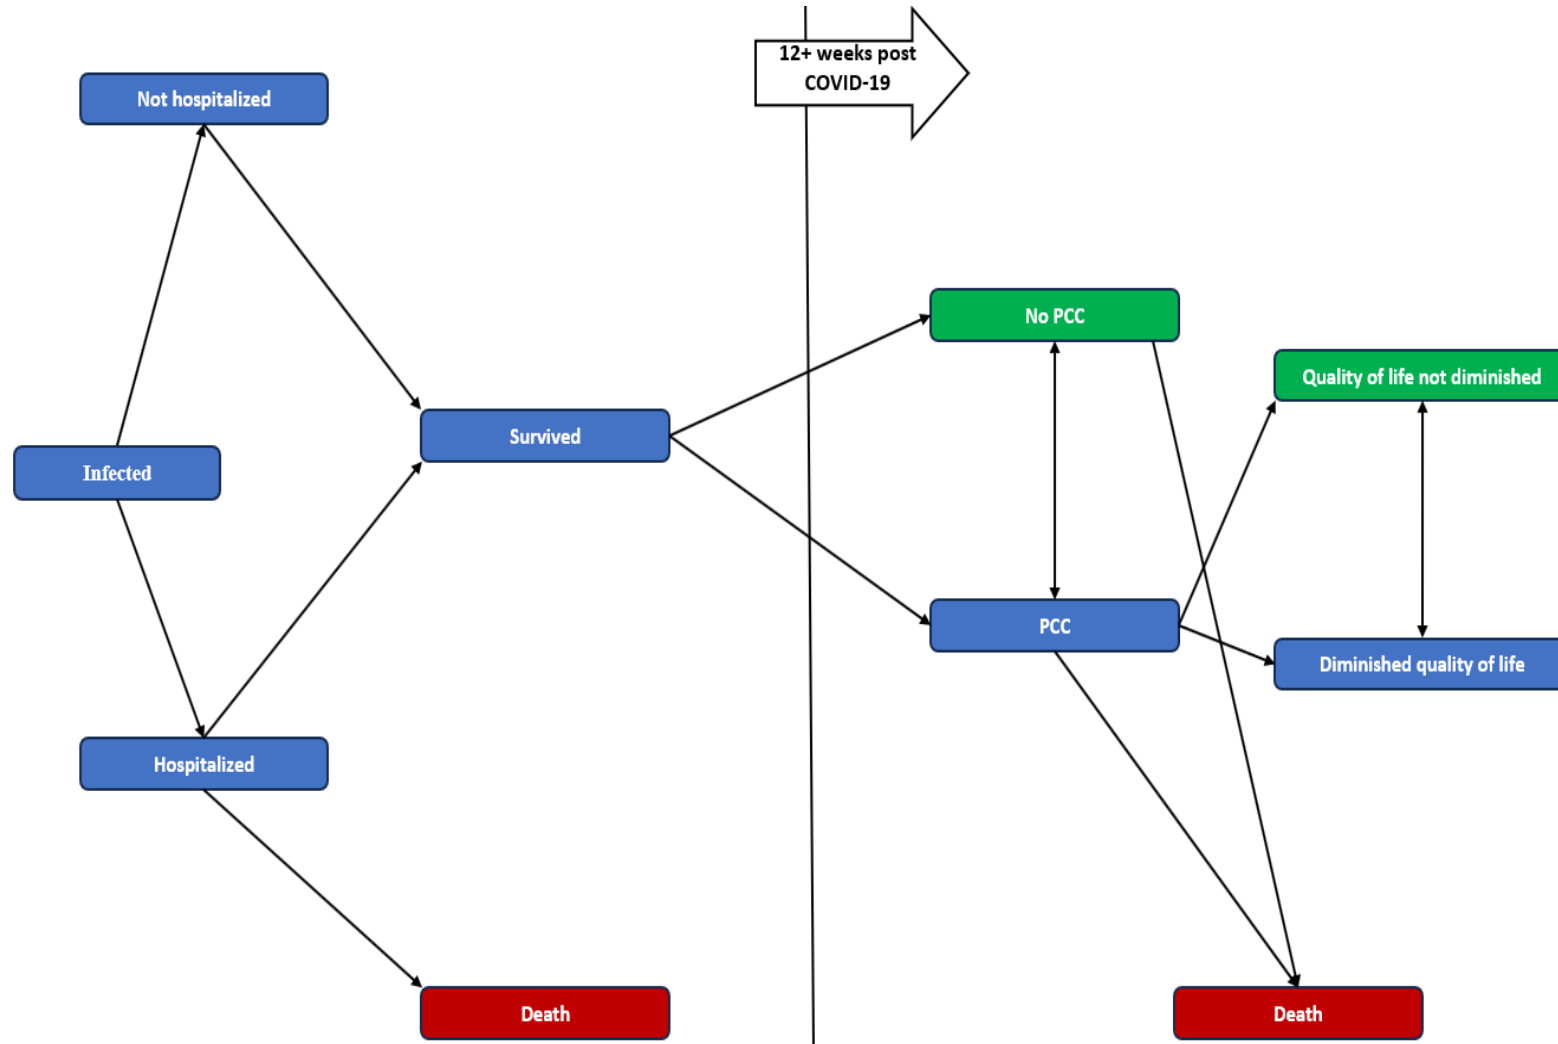 12+ weeks post
COVID-19
Not hospitalized
No PCC
Quality of life not diminished
Survived
Infected
PCC
Diminished quality of life
Hospitalized
Death
Death